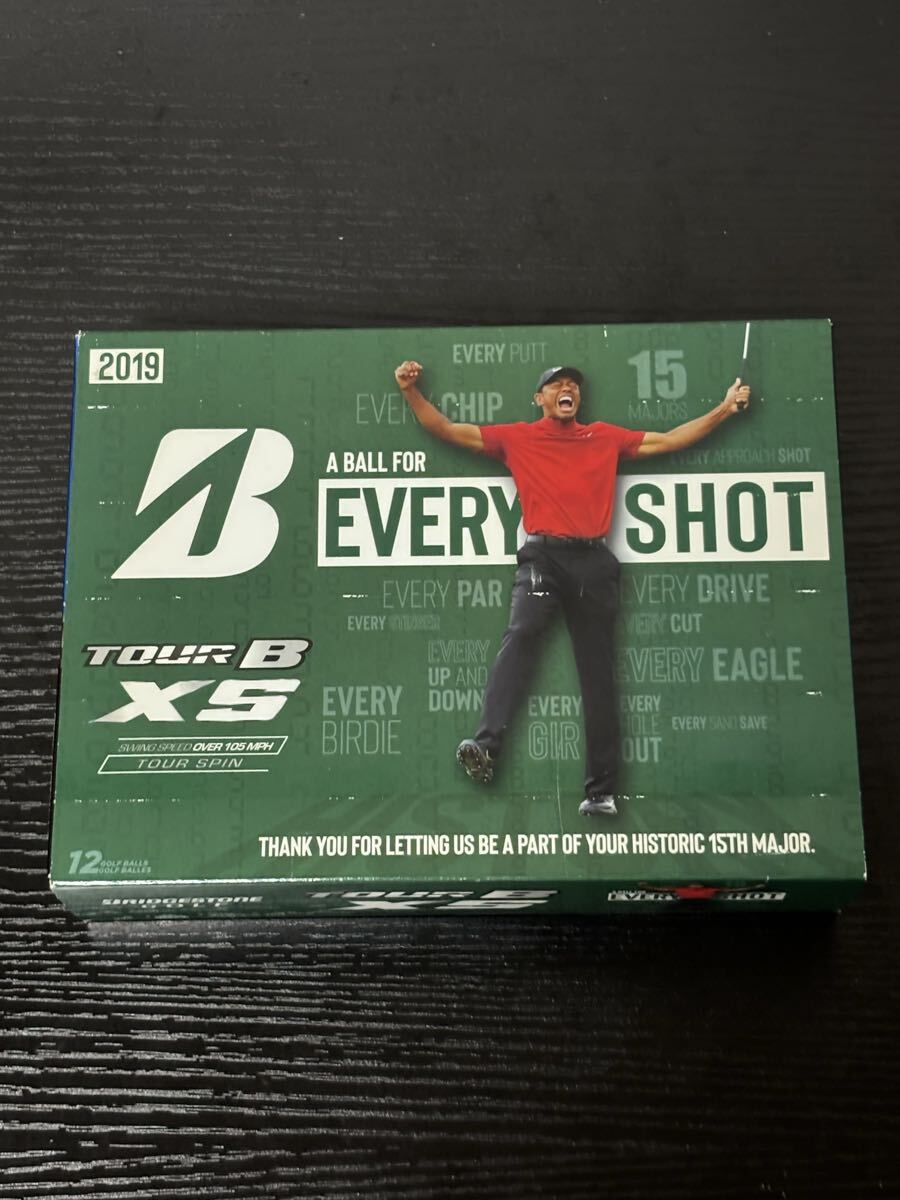 2019
EVERY PUTT
15
MAJORS
EVERY CHIP
EVERY APPROACH SHOT
A BALL FOR
EVERY SHOT
EVERY PAR
EVERY DRIVE
EVERY STINGER
EVERY CUT
EVERY
UP AND
DOWN
EVERY EAGLE
TOUR B
XS
EVERY
BIRDIE
EVERY
GIR
EVERY
HOLE
OUT
EVERY SAND SAVE
SWING SPEED OVER 105 MPH
TOUR SPIN
THANK YOU FOR LETTING US BE A PART OF YOUR HISTORIC 15TH MAJOR.
12 GOLF BALLS
GOLF BALLES
BRIDGESTONE
TOUR B
XS
EVERY SHOT